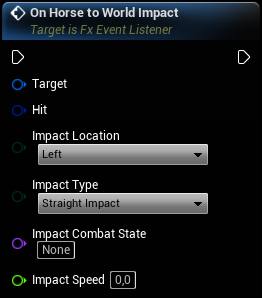 On Horse to World Impact
Target is Fx Event Listener
Target
Hit
Impact Location
Left
Impact Type
Straight Impact
Impact Combat State
None
Impact Speed 0,0